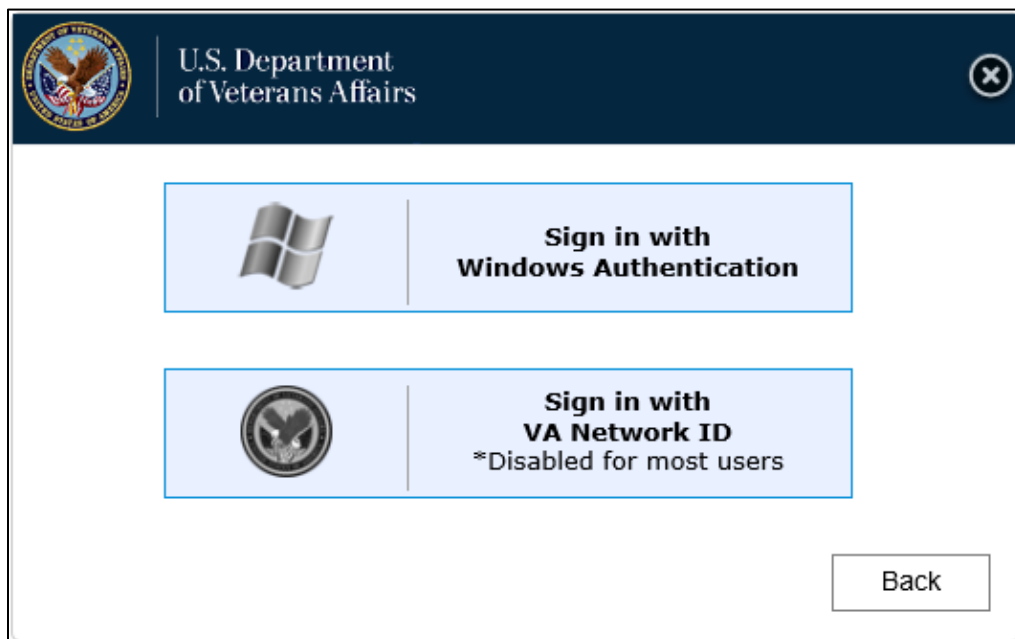 U.S. Department
of Veterans Affairs
Sign in with
Windows Authentication
Sign in with
VA Network ID
*Disabled for most users
Back